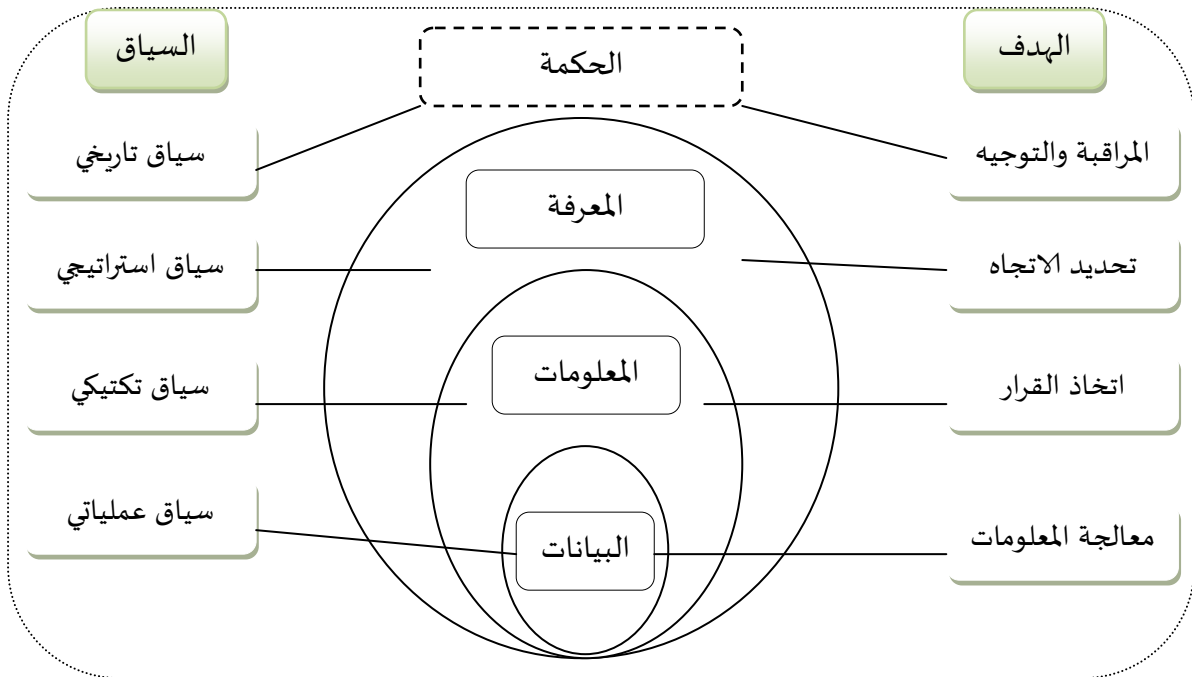 الهدف
الحكمة
السياق
المراقبة والتوجيه
سياق تاريخي
المعرفة
تحديد الاتجاه
سياق استراتيجي
المعلومات
اتخاذ القرار
سياق تكتيكي
معالجة المعلومات
البيانات
سياق عملياتي